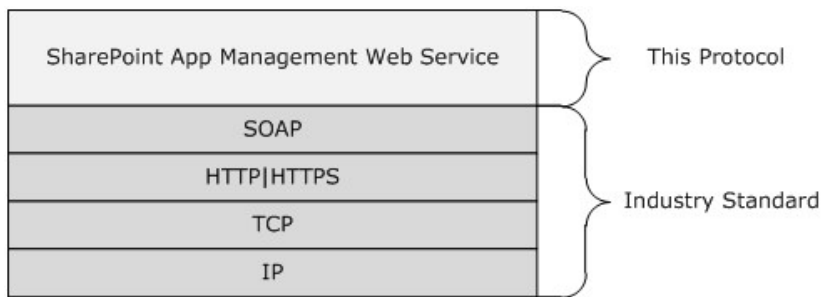 SharePoint App Management Web Service
This Protocol
SOAP
HTTP|HTTPS
TCP
IP
Industry Standard